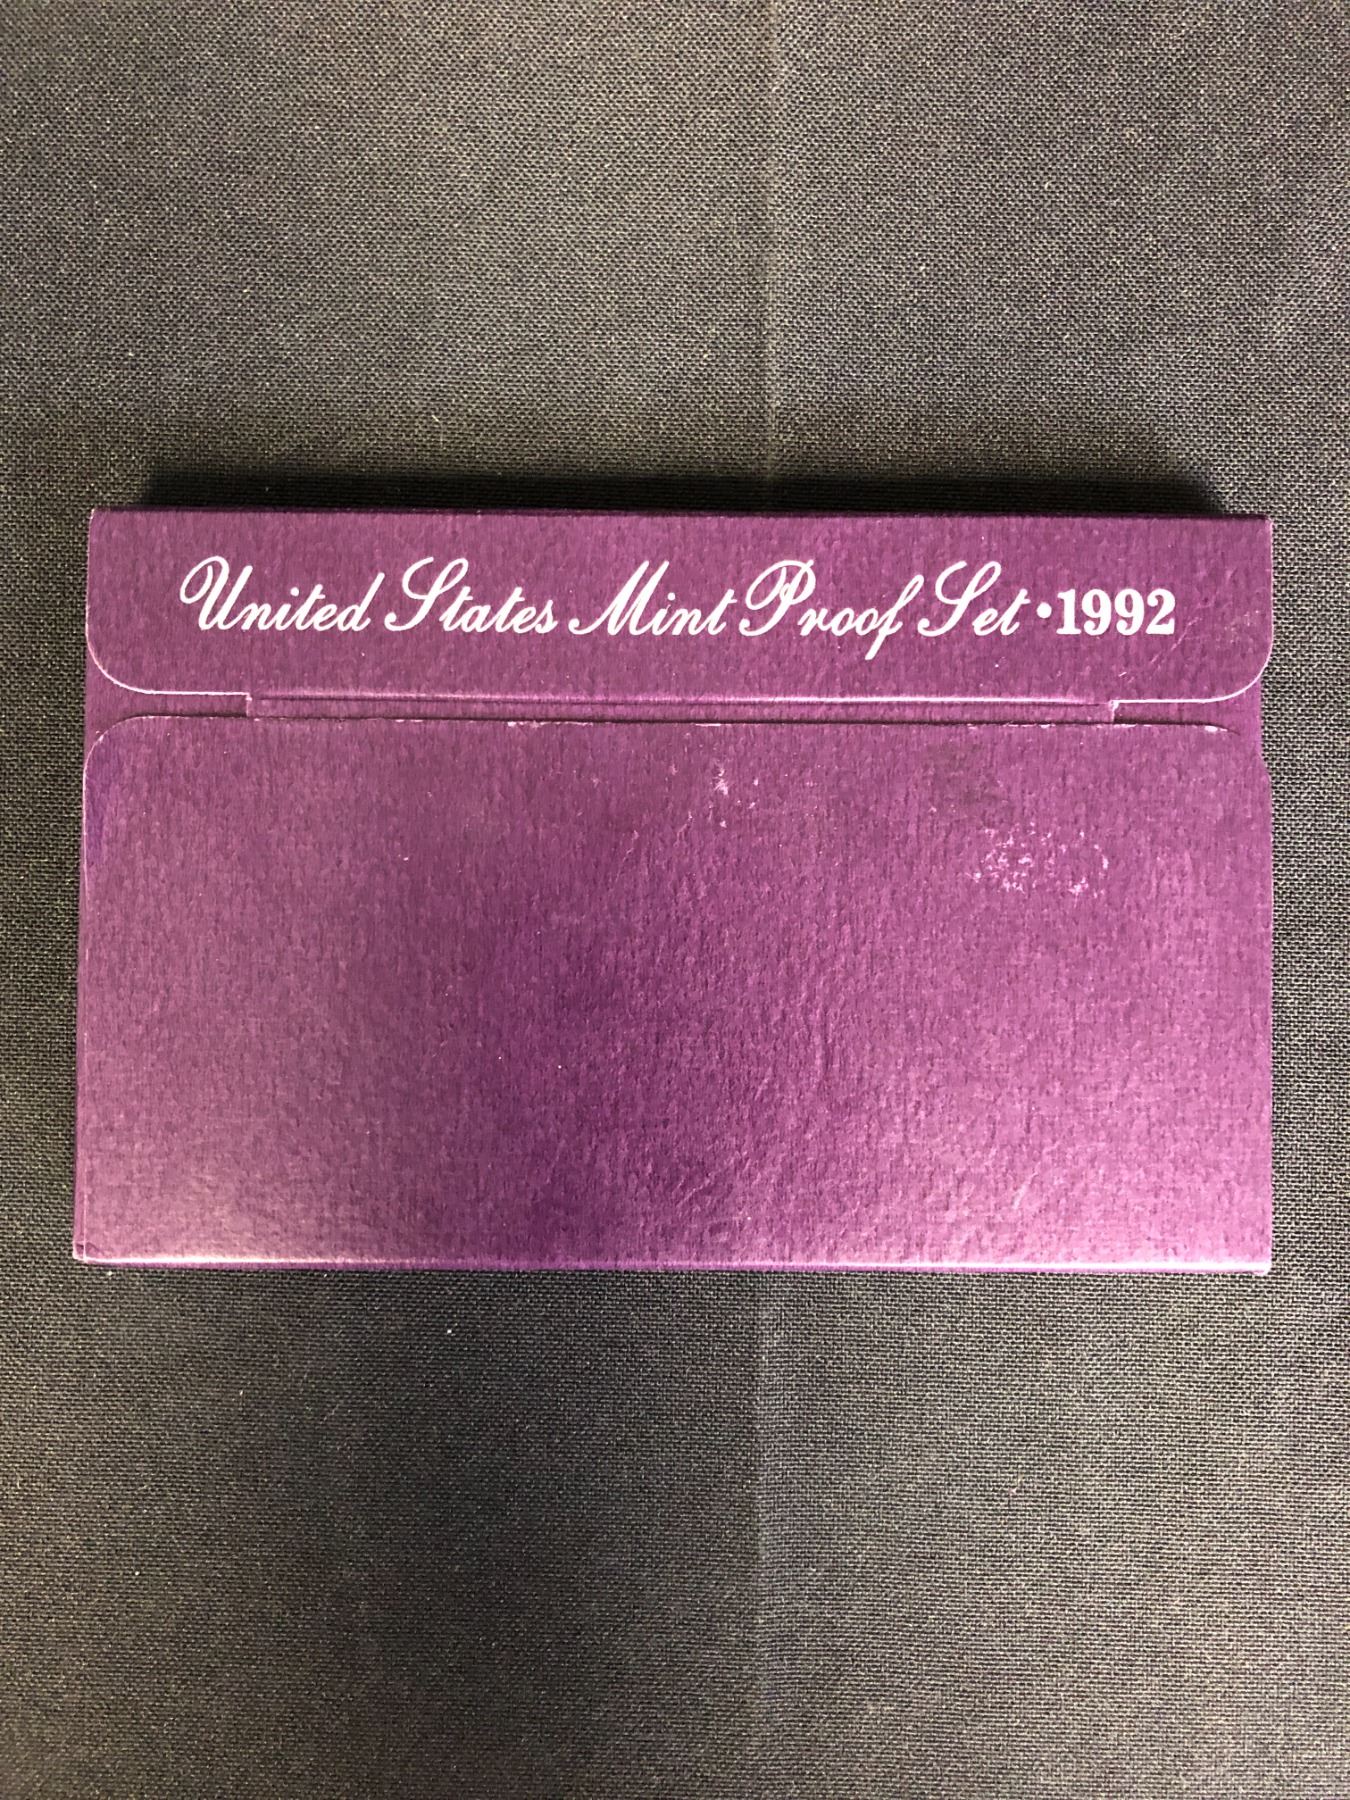 United States Mint Proof Set • 1992